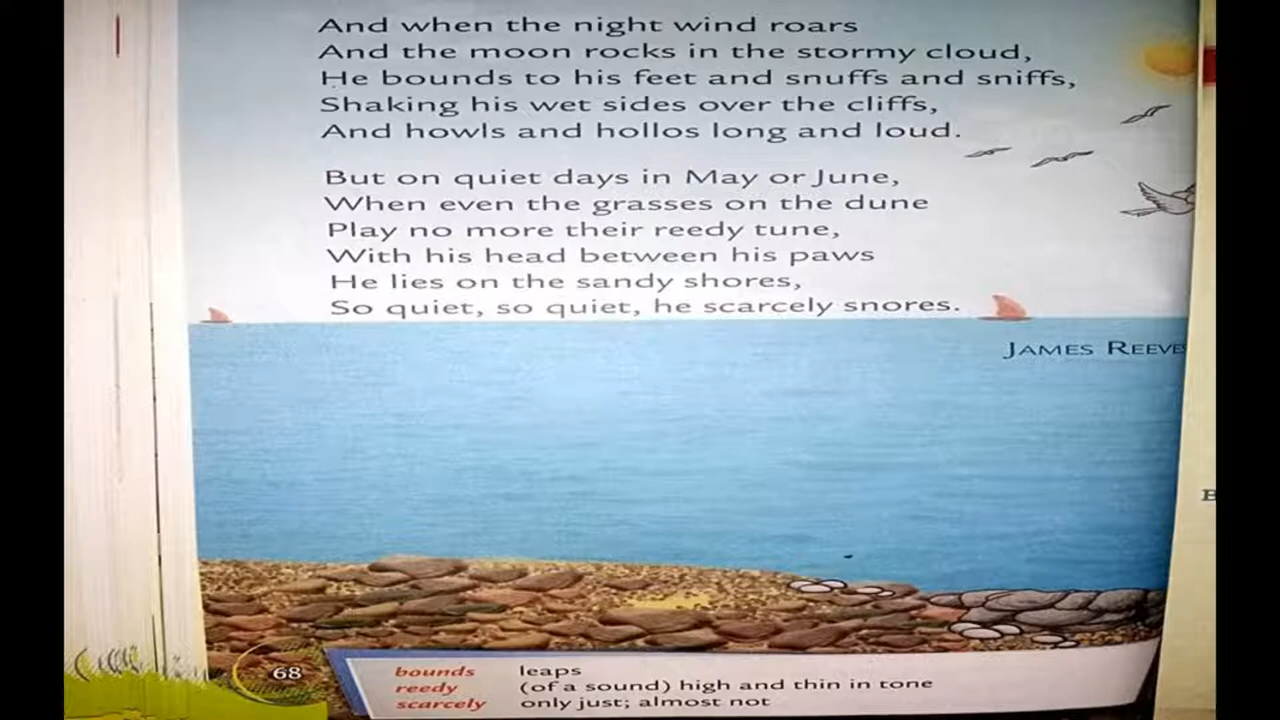 And when the night wind roars
And the moon rocks in the stormy cloud,
He bounds to his feet and snuffs and sniffs,
Shaking his wet sides over the cliffs,
And howls and hollos long and loud.
But on quiet days in May or June,
When even the grasses on the dune
Play no more their reedy tune,
With his head between his paws
He lies on the sandy shores,
So quiet, so quiet, he scarcely snores.
JAMES REEVES
68
bounds leaps
reedy (of a sound) high and thin in tone
scarcely only just; almost not